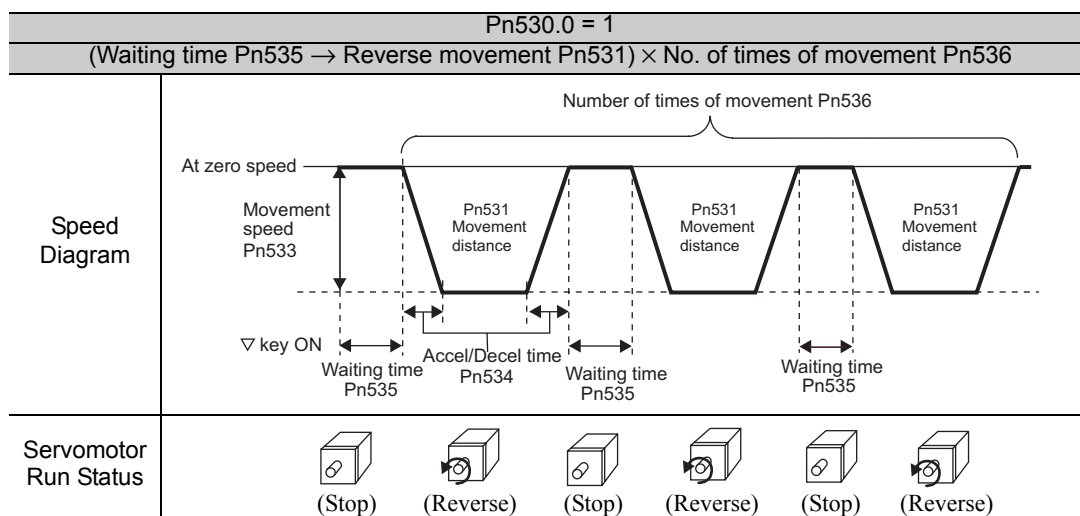 Pn530.0 = 1
(Waiting time Pn535 → Reverse movement Pn531) × No. of times of movement Pn536
Speed
Diagram
Number of times of movement Pn536
At zero speed
Movement
speed
Pn533
Pn531
Movement
distance
Pn531
Movement
distance
Pn531
Movement
distance
▽ key ON
Waiting time
Pn535
Accel/Decel time
Pn534
Waiting time
Pn535
Waiting time
Pn535
Servomotor
Run Status
(Stop) (Reverse) (Stop) (Reverse) (Stop) (Reverse)